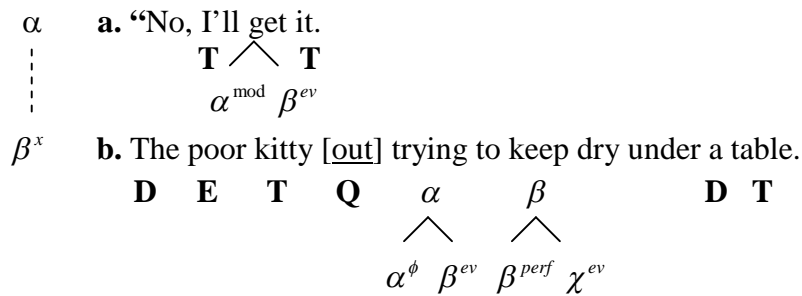 α a. “No, I’ll get it.
T T
α^mod β^ev
β^x b. The poor kitty [out] trying to keep dry under a table.
D E T Q α β D T
α^ϕ β^ev β^perf χ^ev